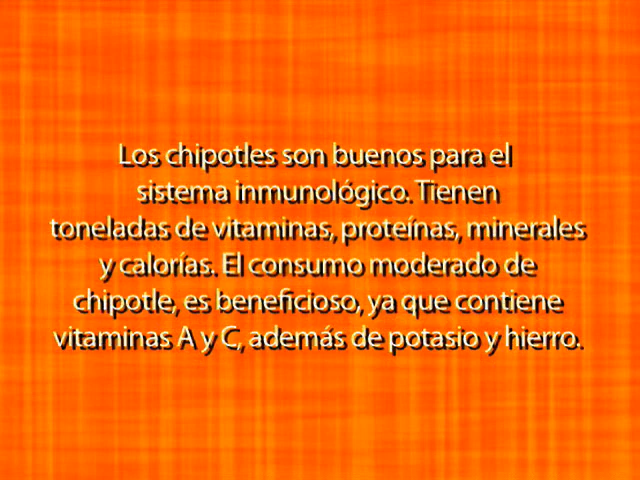 Los chipotles son buenos para el
sistema inmunológico. Tienen
toneladas de vitaminas, proteínas, minerales
y calorías. El consumo moderado de
chipotle, es beneficioso, ya que contiene
vitaminas A y C, además de potasio y hierro.